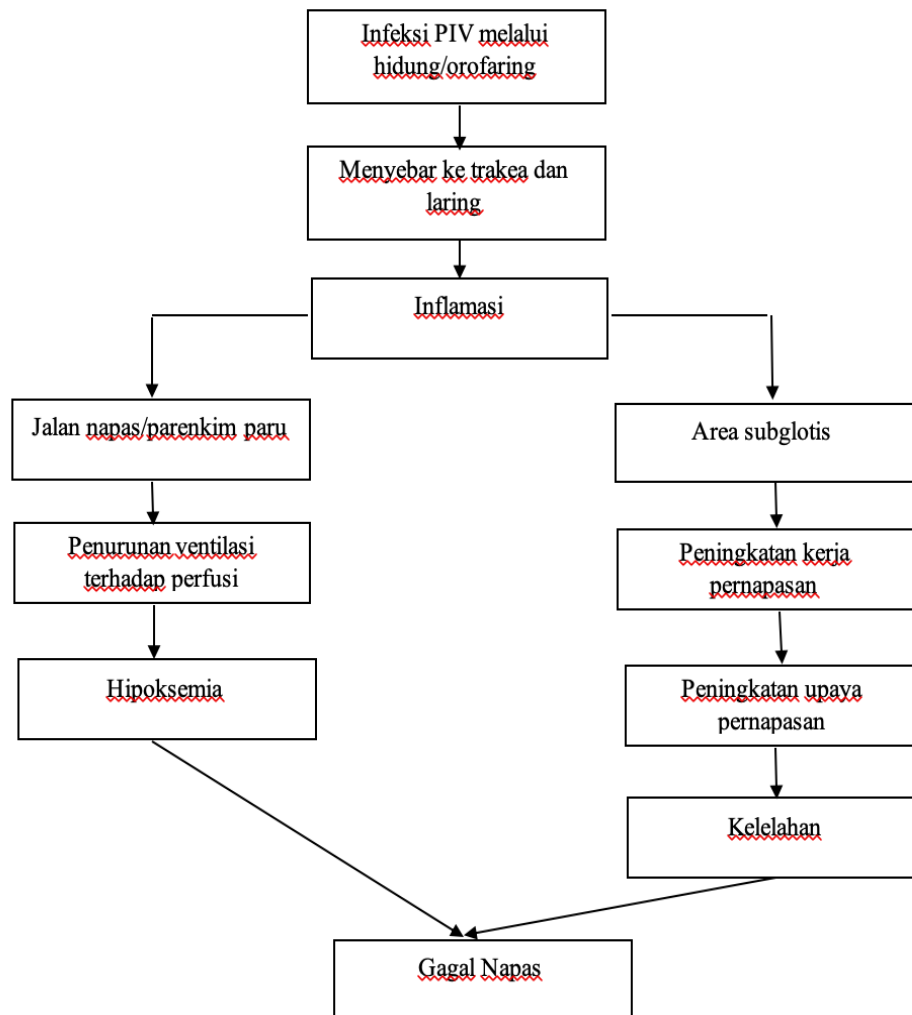 Infeksi PIV melalui
hidung/orofaring
Menyebar ke trakea dan
laring
Inflamasi
Jalan napas/parenkim paru
Area subglotis
Penurunan ventilasi
terhadap perfusi
Peningkatan kerja
pernapasan
Hipoksemia
Peningkatan upaya
pernapasan
Kelelahan
Gagal Napas